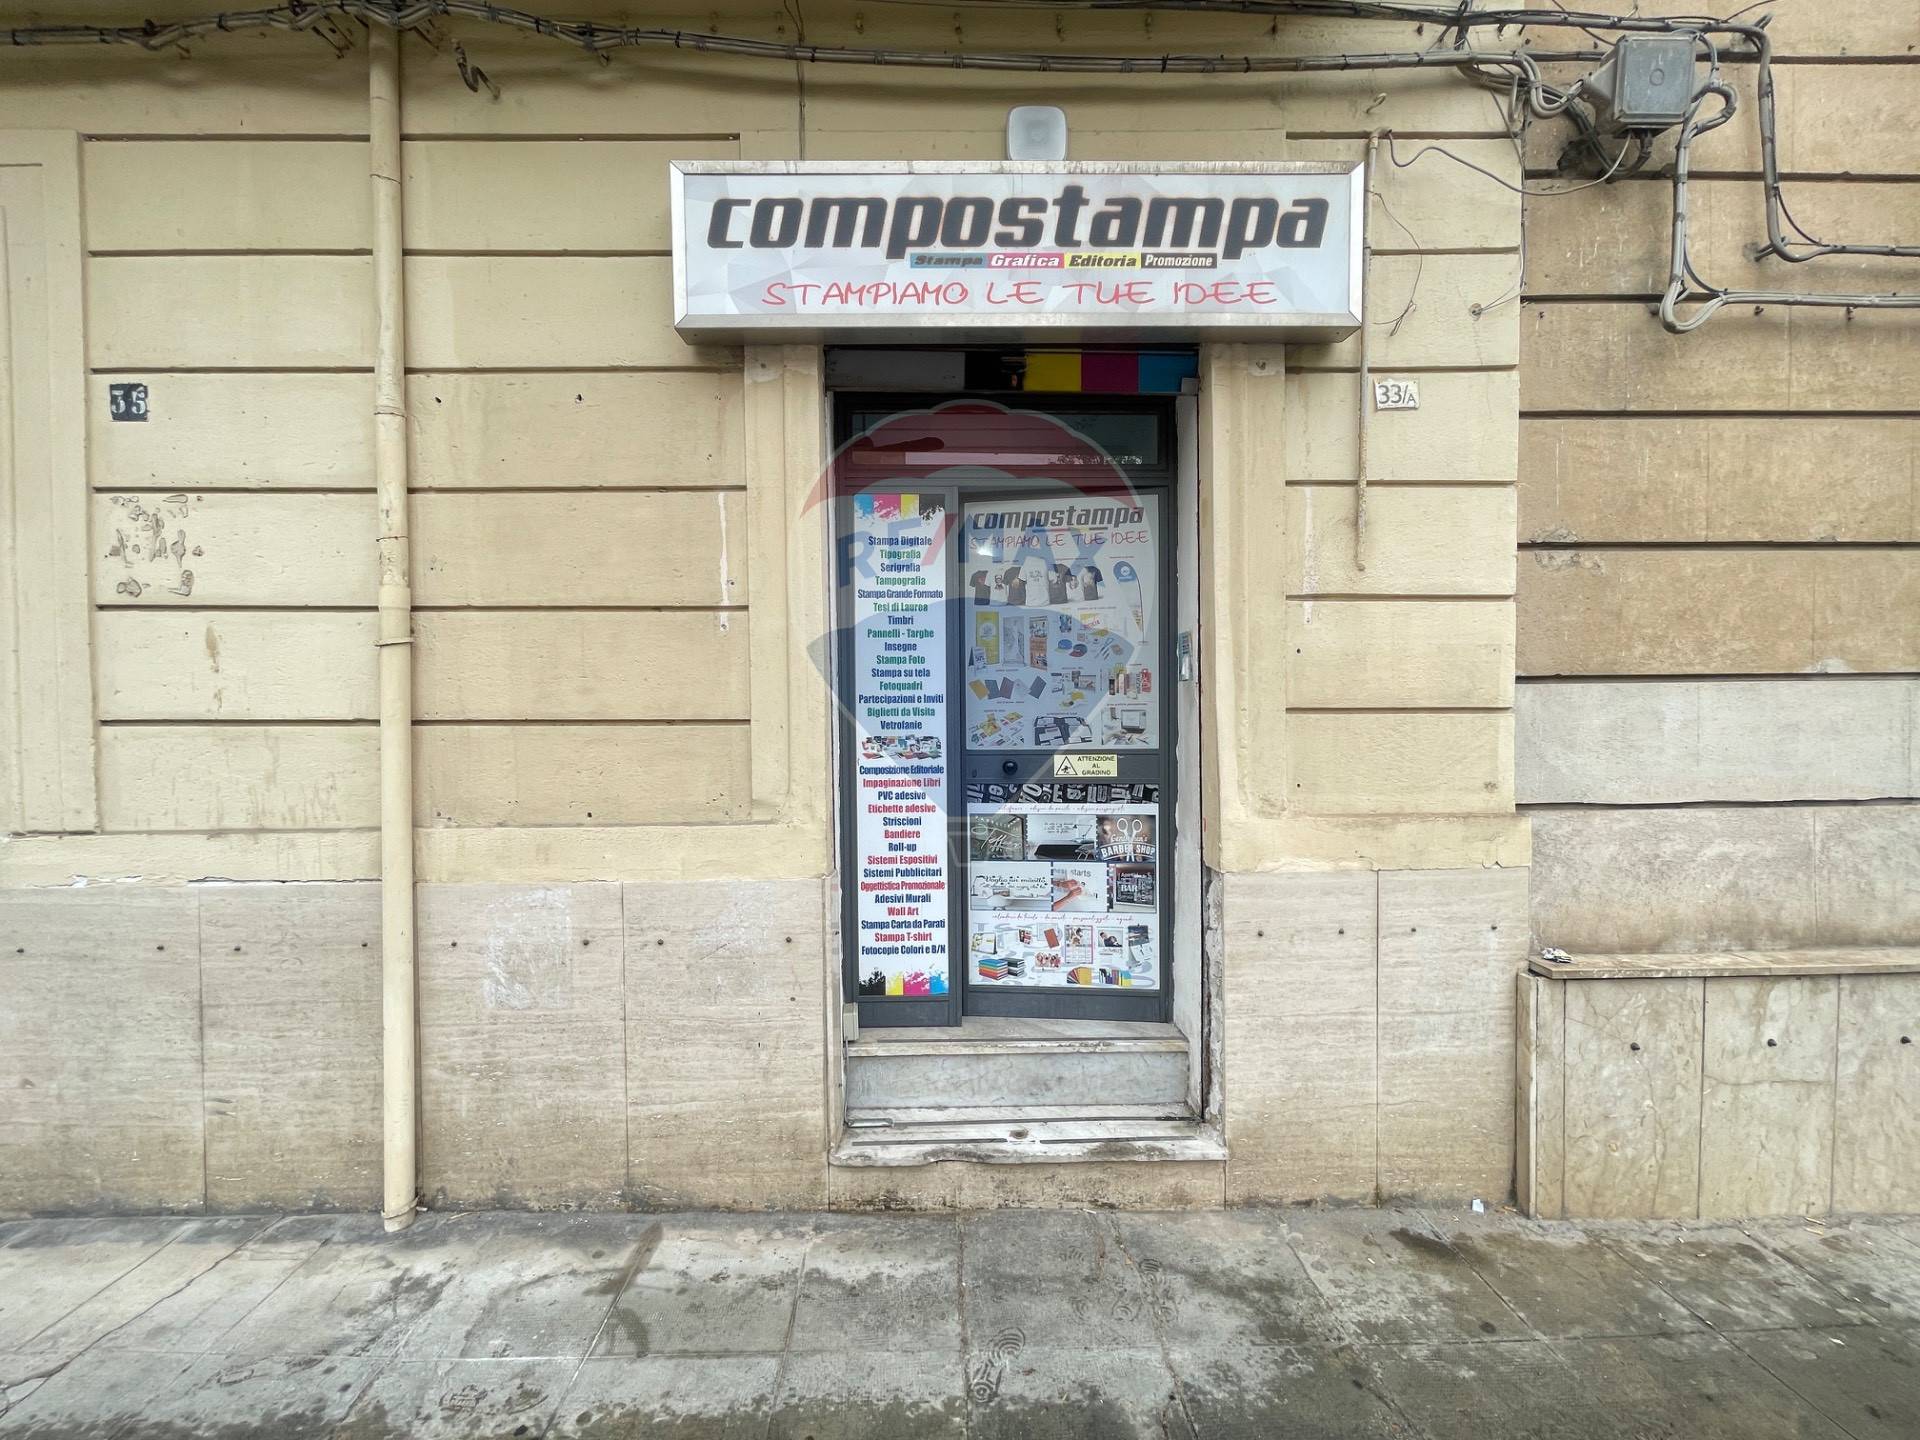 compostampa
Stampa Grafica Editoria Promozione
STAMPIAMO LE TUE IDEE
35
33/A
RE/MAX
Stampa Digitale
Tipografia
Serigrafia
Tampografia
Stampa Grande Formato
Tesi di Laurea
Timbri
Pannelli - Targhe
Insegne
Stampa Foto
Stampa su tela
Fotoquadri
Partecipazioni e Inviti
Biglietti da Visita
Vetrofanie
Composizione Editoriale
Impaginazione Libri
PVC adesivo
Etichette adesive
Striscioni
Bandiere
Roll-up
Sistemi Espositivi
Sistemi Pubblicitari
Oggettistica Promozionale
Adesivi Murali
Wall Art
Stampa Carta da Parati
Stampa T-shirt
Fotocopie Colori e B/N
compostampa
STAMPIAMO LE TUE IDEE
ATTENZIONE
AL
GRADINO
BARBER SHOP
starts
BAR